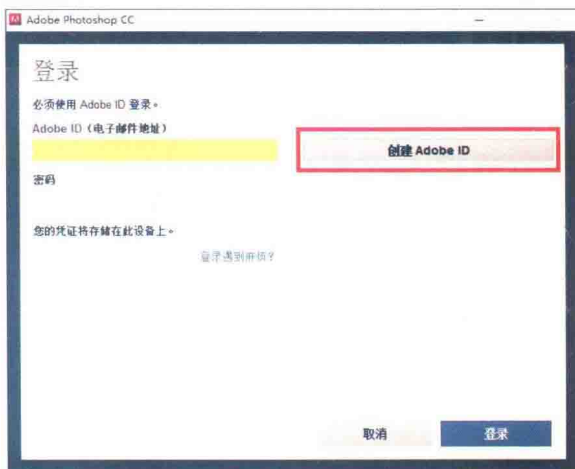 Adobe Photoshop CC
登录
必须使用 Adobe ID 登录。
Adobe ID（电子邮件地址）
创建 Adobe ID
密码
您的凭证将存储在此设备上。
登录遇到麻烦？
取消
登录